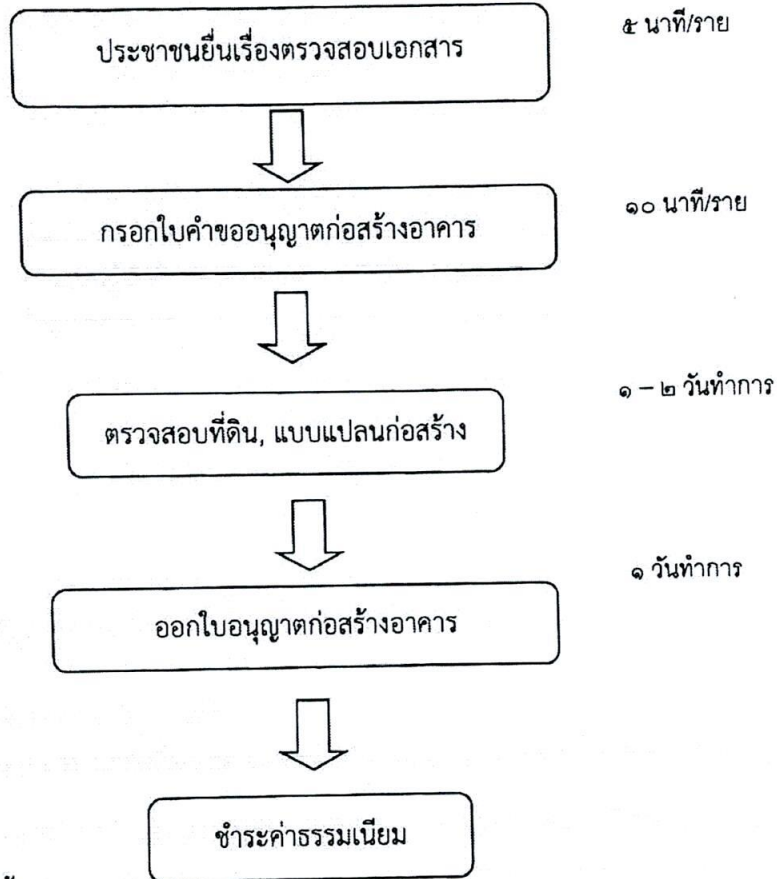 ประชาชนยื่นเรื่องตรวจสอบเอกสาร
๕ นาที/ราย
กรอกใบคำขออนุญาตก่อสร้างอาคาร
๑๐ นาที/ราย
ตรวจสอบที่ดิน, แบบแปลนก่อสร้าง
๑ – ๒ วันทำการ
ออกใบอนุญาตก่อสร้างอาคาร
๑ วันทำการ
ชำระค่าธรรมเนียม